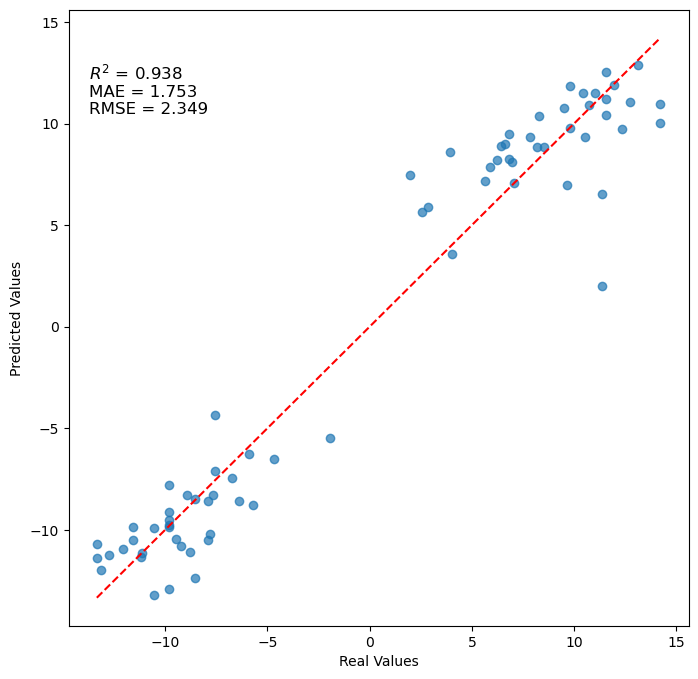 R² = 0.938
MAE = 1.753
RMSE = 2.349
15
10
5
0
−5
−10
Predicted Values
−10 −5 0 5 10 15
Real Values